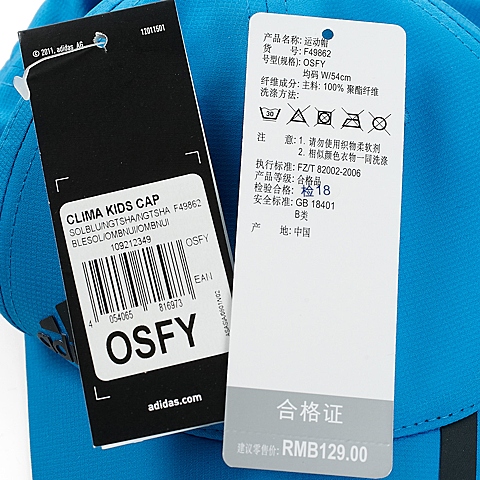 © 2011, adidas AG
12011501
CLIMA KIDS CAP
SOLBLU/NGTSHA/NGTSHA F49862
BLESOL/OMBNUI/OMBNUI
109212349
OSFY
EAN
4 054065 816973
OSFY
adidas.com
adidas
产品名称: 运动帽
货 号: F49862
号型(规格): OSFY
均码 W/54cm
纤维成分: 主料: 100% 聚酯纤维
洗涤方法:
30
注 意: 1. 请勿使用织物柔软剂
2. 相似颜色衣物一同洗涤
执行标准: FZ/T 82002-2006
产品等级: 合格品
检验合格: 检18
安全标准: GB 18401
B类
产 地: 中国
合格证
建议零售价: RMB129.00